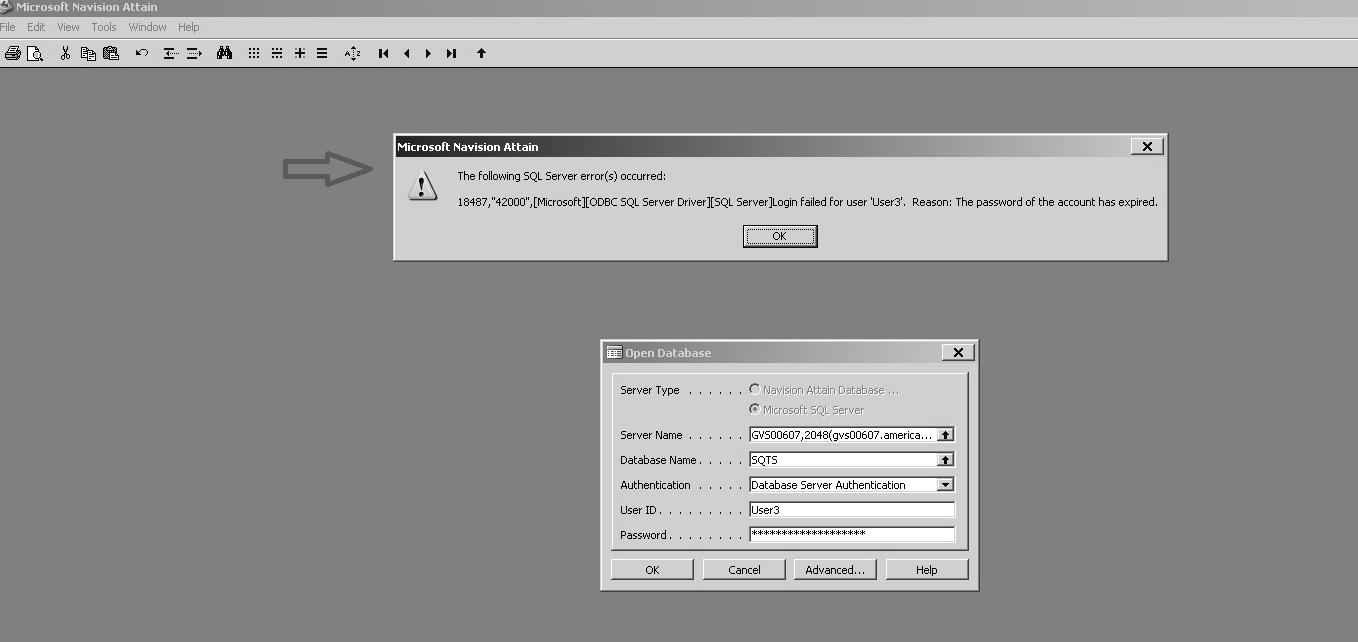 Microsoft Navision Attain
File Edit View Tools Window Help
Microsoft Navision Attain
The following SQL Server error(s) occurred:
18487,"42000",[Microsoft][ODBC SQL Server Driver][SQL Server]Login failed for user 'User3'.  Reason: The password of the account has expired.
OK
Open Database
Server Type . . . . . . Navision Attain Database ...
Microsoft SQL Server
Server Name . . . . . . GVS00607,2048(gvs00607.america...
Database Name . . . . . SQTS
Authentication . . . . . Database Server Authentication
User ID . . . . . . . . . User3
Password . . . . . . . . *******************
OK Cancel Advanced... Help